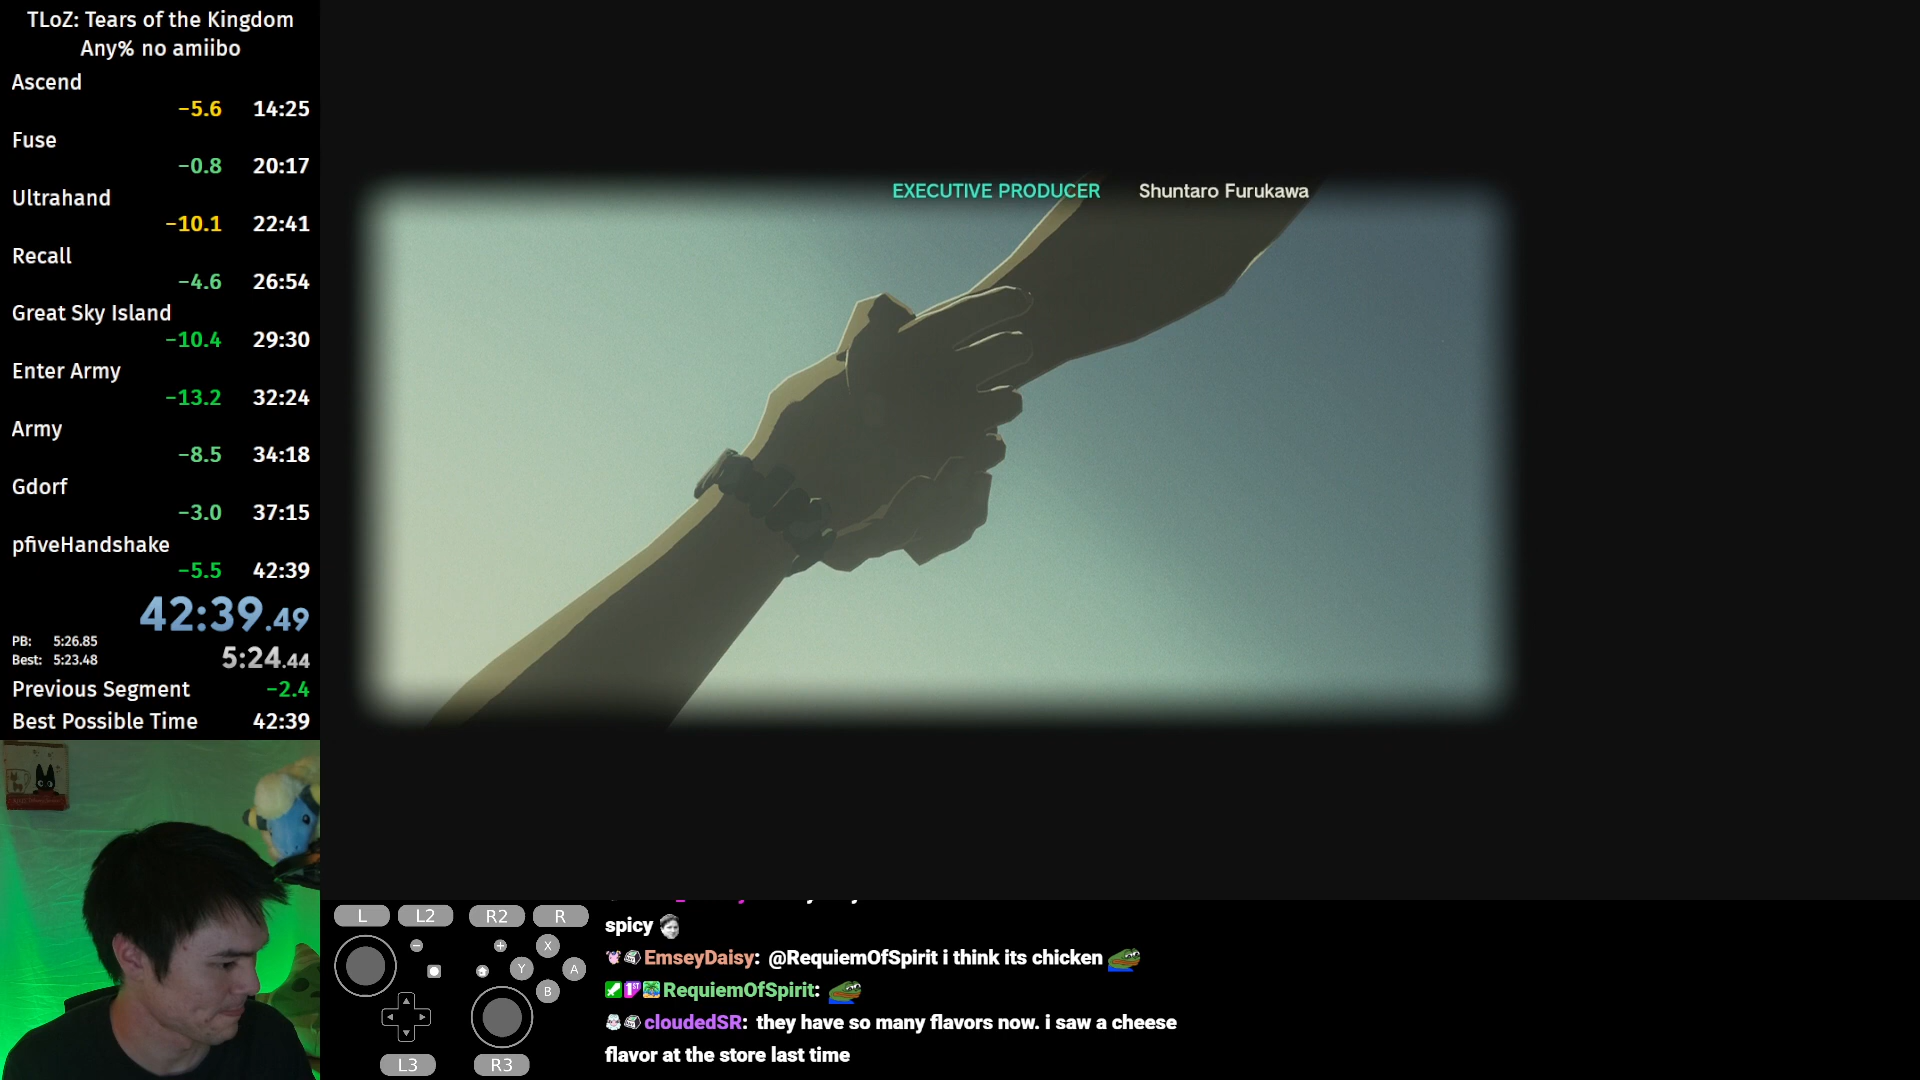 TLoZ: Tears of the Kingdom
Any% no amiibo
Ascend
−5.6 14:25
Fuse
−0.8 20:17
Ultrahand
−10.1 22:41
Recall
−4.6 26:54
Great Sky Island
−10.4 29:30
Enter Army
−13.2 32:24
Army
−8.5 34:18
Gdorf
−3.0 37:15
pfiveHandshake
−5.5 42:39
42:39.49
PB: 5:26.85
Best: 5:23.48
5:24.44
Previous Segment −2.4
Best Possible Time 42:39
EXECUTIVE PRODUCER Shuntaro Furukawa
L L2 R2 R
X
Y A
B
L3 R3
spicy
EmseyDaisy: @RequiemOfSpirit i think its chicken
1ST RequiemOfSpirit:
cloudedSR: they have so many flavors now. i saw a cheese
flavor at the store last time